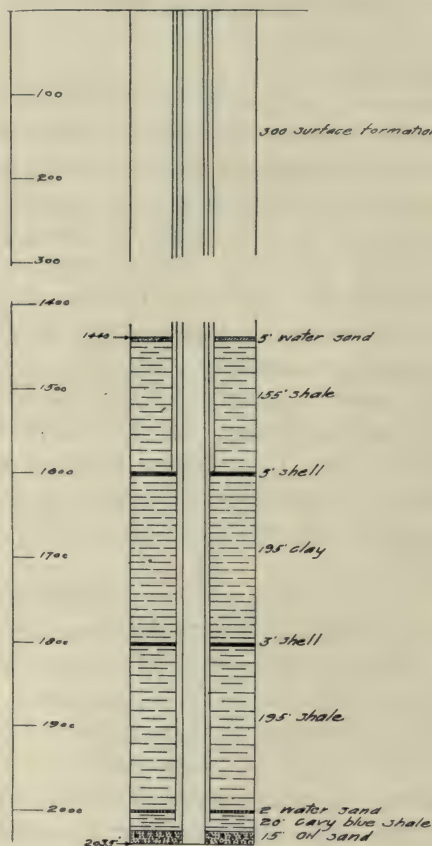 100
300 Surface formation
200
300
1400
1440
5' Water sand
1500
155' Shale
1600
5' Shell
1700
195' Clay
1800
3' Shell
195' Shale
1900
2000
2 Water sand
20' Cavy blue shale
15' Oil sand
2035'